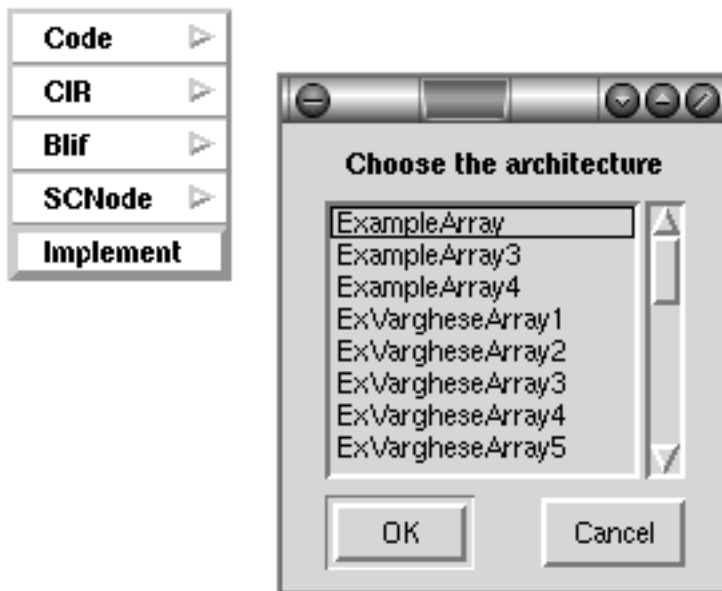 Code
CIR
Blif
SCNode
Implement
Choose the architecture
ExampleArray
ExampleArray3
ExampleArray4
ExVargheseArray1
ExVargheseArray2
ExVargheseArray3
ExVargheseArray4
ExVargheseArray5
OK
Cancel